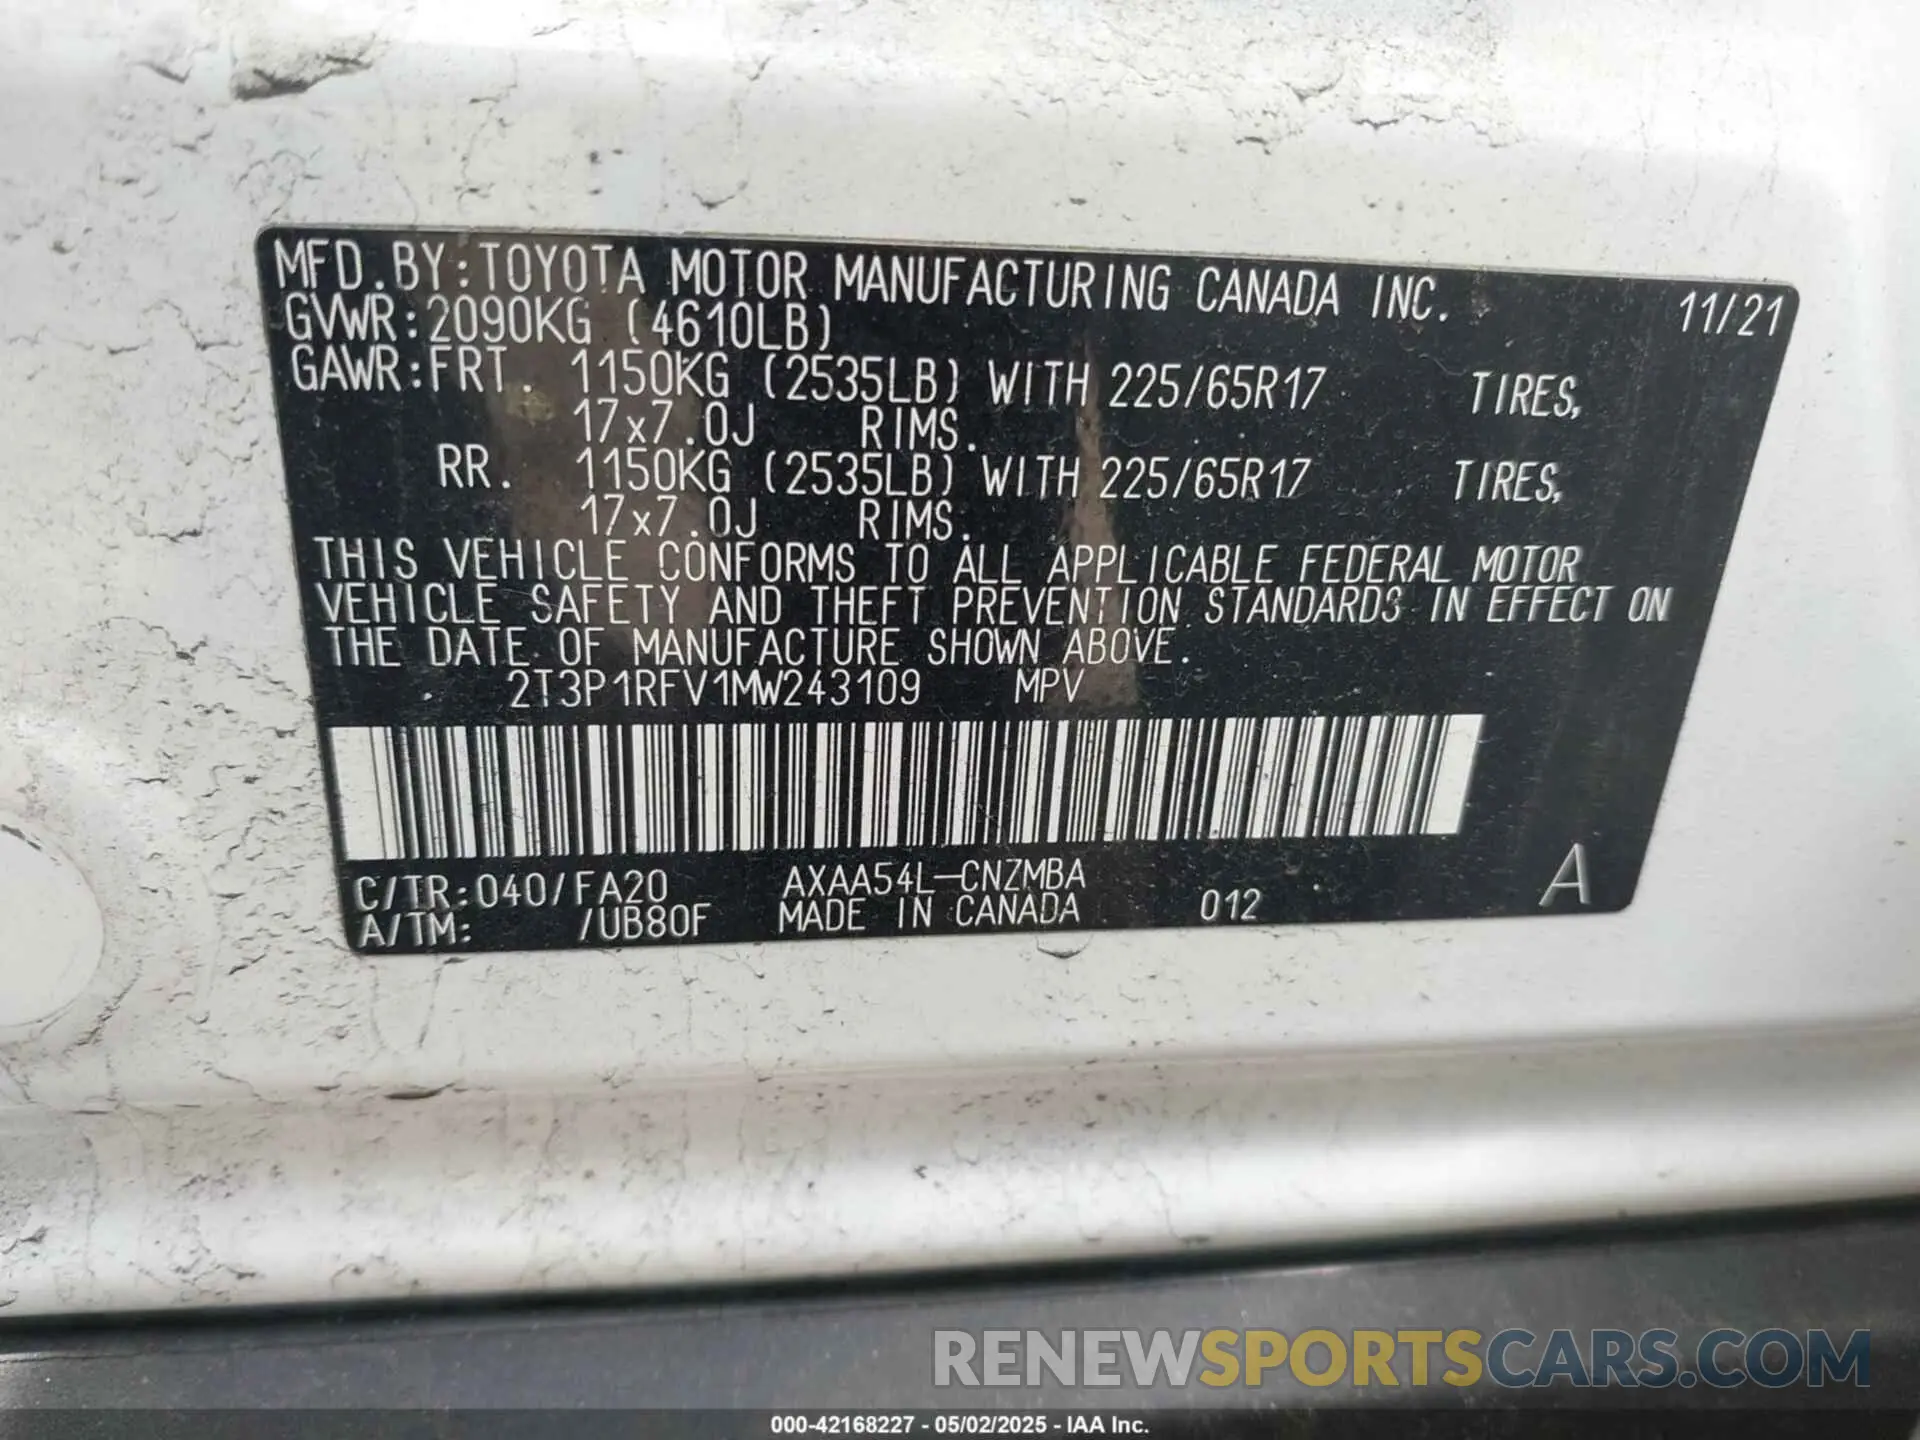 MFD.BY:TOYOTA MOTOR MANUFACTURING CANADA INC. 11/21
GVWR:2090KG (4610LB)
GAWR:FRT. 1150KG (2535LB) WITH 225/65R17 TIRES,
17x7.0J RIMS.
RR. 1150KG (2535LB) WITH 225/65R17 TIRES,
17x7.0J RIMS.
THIS VEHICLE CONFORMS TO ALL APPLICABLE FEDERAL MOTOR
VEHICLE SAFETY AND THEFT PREVENTION STANDARDS IN EFFECT ON
THE DATE OF MANUFACTURE SHOWN ABOVE.
2T3P1RFV1MW243109 MPV
C/TR:040/FA20 AXAA54L-CNZMBA
A/TM: /UB80F MADE IN CANADA 012 A
RENEWSPORTSCARS.COM
000-42168227 - 05/02/2025 - IAA Inc.